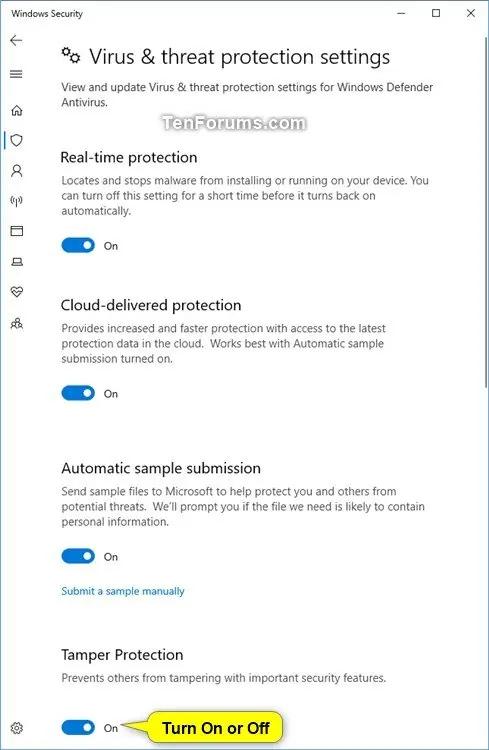 Windows Security
Virus & threat protection settings
View and update Virus & threat protection settings for Windows Defender
Antivirus.
TenForums.com
Real-time protection
Locates and stops malware from installing or running on your device. You
can turn off this setting for a short time before it turns back on
automatically.
On
Cloud-delivered protection
Provides increased and faster protection with access to the latest
protection data in the cloud. Works best with Automatic sample
submission turned on.
On
Automatic sample submission
Send sample files to Microsoft to help protect you and others from
potential threats. We'll prompt you if the file we need is likely to contain
personal information.
On
Submit a sample manually
Tamper Protection
Prevents others from tampering with important security features.
On
Turn On or Off